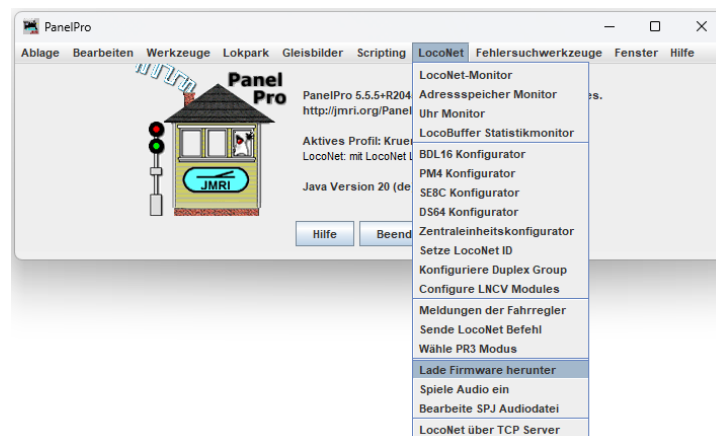 PanelPro
Ablage Bearbeiten Werkzeuge Lokpark Gleisbilder Scripting LocoNet Fehlersuchwerkzeuge Fenster Hilfe
Panel
Pro
JMRI
PanelPro 5.5.5+R204
http://jmri.org/Panel
Aktives Profil:
LocoNet: mit LocoNet
Java Version 20 (de
Hilfe
LocoNet-Monitor
Adressspeicher Monitor
Uhr Monitor
LocoBuffer Statistikmonitor
BDL16 Konfigurator
PM4 Konfigurator
SE8C Konfigurator
DS64 Konfigurator
Zentraleinheitskonfigurator
Setze LocoNet ID
Konfiguriere Duplex Group
Configure LNCV Modules
Meldungen der Fahrregler
Sende LocoNet Befehl
Wähle PR3 Modus
Lade Firmware herunter
Spiele Audio ein
Bearbeite SPJ Audiodatei
LocoNet über TCP Server